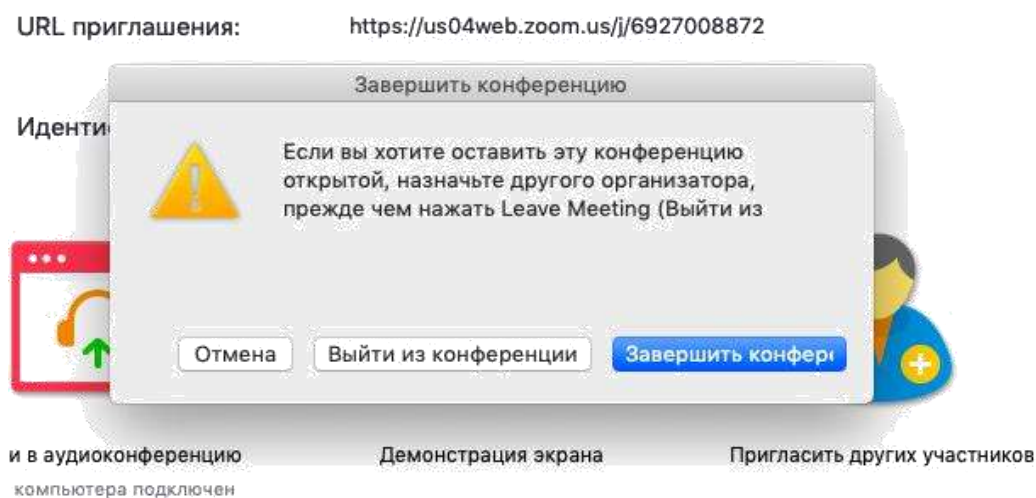 URL приглашения: https://us04web.zoom.us/j/6927008872
Завершить конференцию
Иденти
Если вы хотите оставить эту конференцию
открытой, назначьте другого организатора,
прежде чем нажать Leave Meeting (Выйти из
Отмена Выйти из конференции Завершить конфер
и в аудиоконференцию Демонстрация экрана Пригласить других участников
компьютера подключен